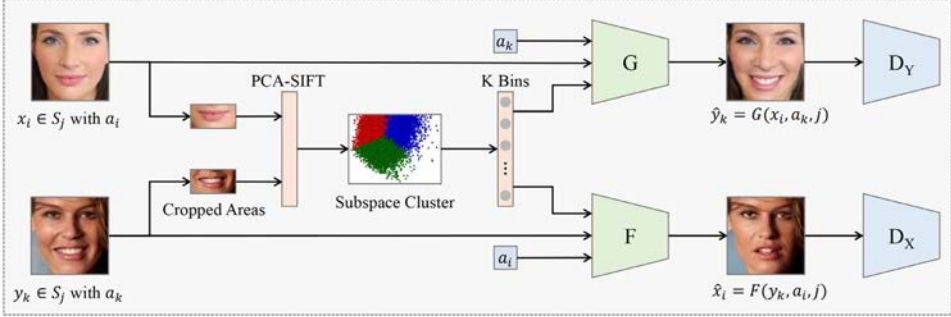 a_k
G
D_Y
PCA-SIFT
K Bins
x_i ∈ S_j with a_i
ŷ_k = G(x_i, a_k, j)
Cropped Areas
Subspace Cluster
F
D_X
a_i
y_k ∈ S_j with a_k
x̂_i = F(y_k, a_i, j)